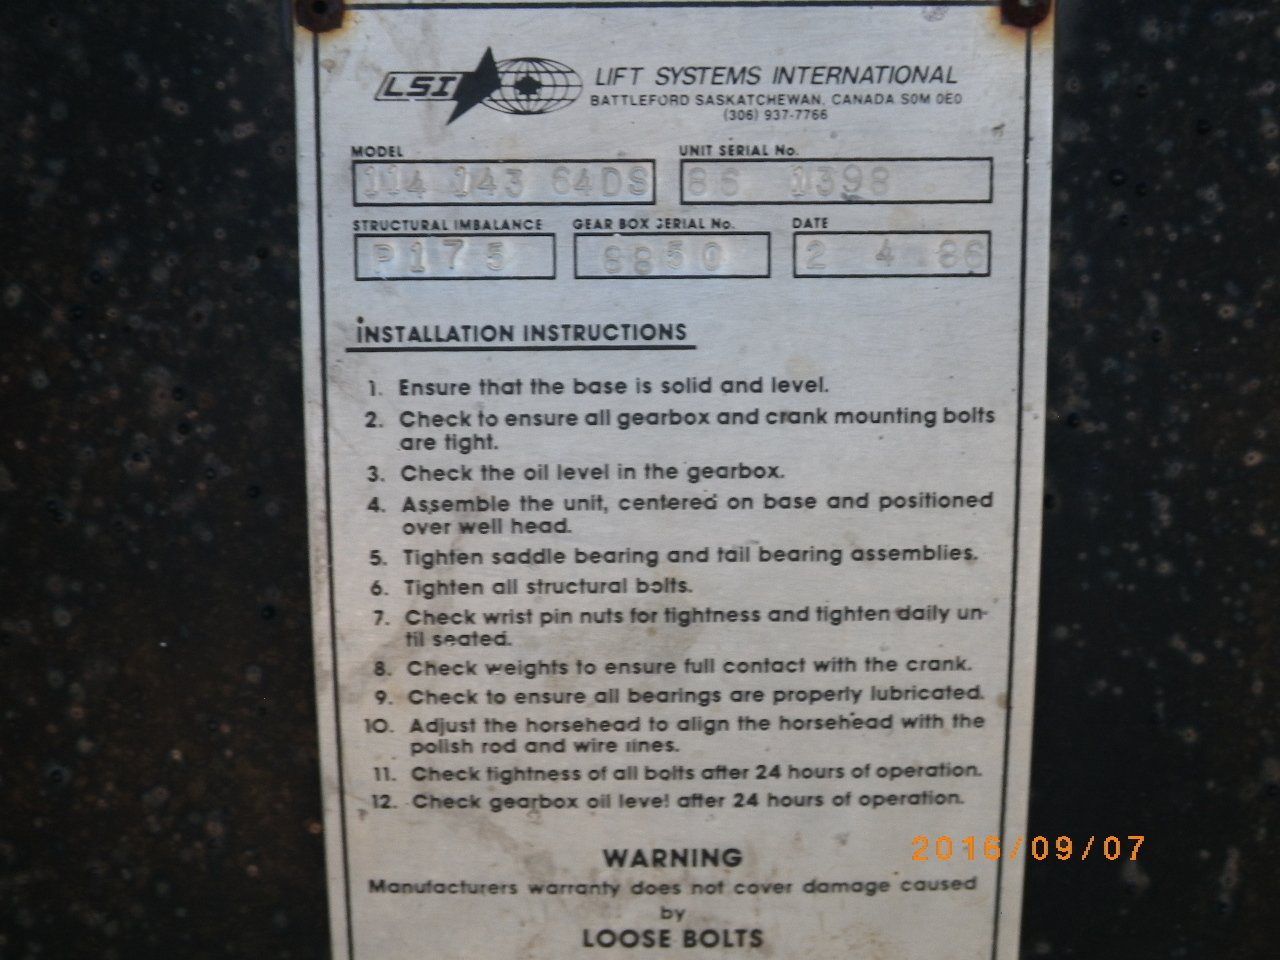 LSI
LIFT SYSTEMS INTERNATIONAL
BATTLEFORD SASKATCHEWAN, CANADA S0M 0E0
(306) 937-7766
MODEL
114 143 64DS
UNIT SERIAL No.
86 1398
STRUCTURAL IMBALANCE
P175
GEAR BOX SERIAL No.
DATE
2 4 86
INSTALLATION INSTRUCTIONS
1. Ensure that the base is solid and level.
2. Check to ensure all gearbox and crank mounting bolts
are tight.
3. Check the oil level in the gearbox.
4. Assemble the unit, centered on base and positioned
over well head.
5. Tighten saddle bearing and tail bearing assemblies.
6. Tighten all structural bolts.
7. Check wrist pin nuts for tightness and tighten daily un-
til seated.
8. Check weights to ensure full contact with the crank.
9. Check to ensure all bearings are properly lubricated.
10. Adjust the horsehead to align the horsehead with the
polish rod and wire lines.
11. Check tightness of all bolts after 24 hours of operation.
12. Check gearbox oil level after 24 hours of operation.
2016/09/07
WARNING
Manufacturers warranty does not cover damage caused
by
LOOSE BOLTS